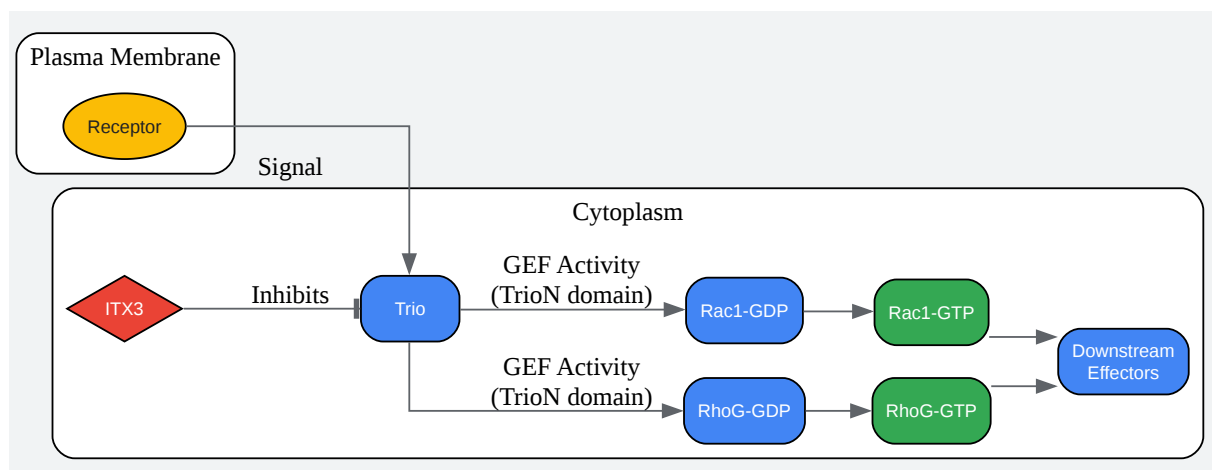 Plasma Membrane
Receptor
Signal
Cytoplasm
ITX3
Inhibits
Trio
GEF Activity
(TrioN domain)
Rac1-GDP
Rac1-GTP
GEF Activity
(TrioN domain)
RhoG-GDP
RhoG-GTP
Downstream
Effectors